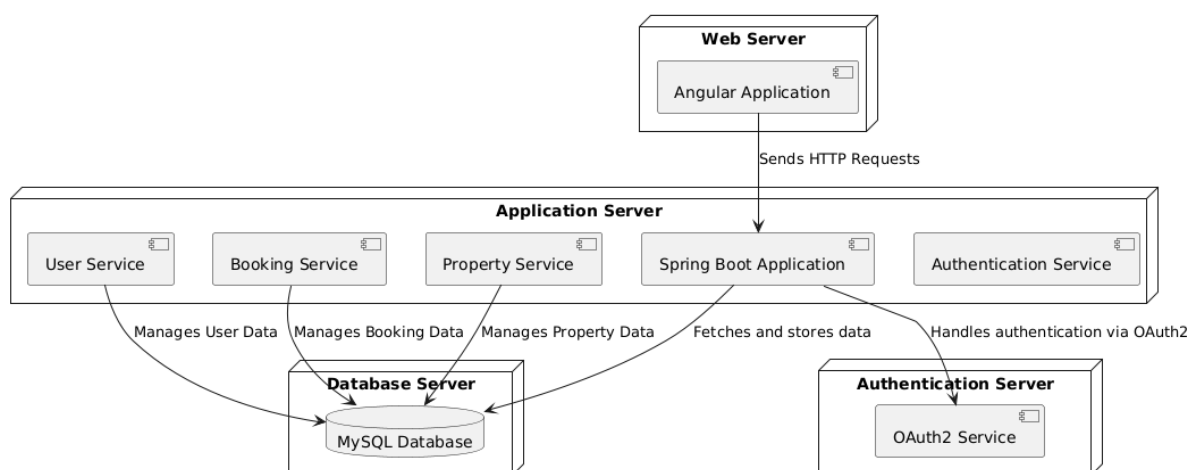 Web Server
Angular Application
Sends HTTP Requests
Application Server
User Service
Booking Service
Property Service
Spring Boot Application
Authentication Service
Manages User Data
Manages Booking Data
Manages Property Data
Fetches and stores data
Handles authentication via OAuth2
Database Server
MySQL Database
Authentication Server
OAuth2 Service